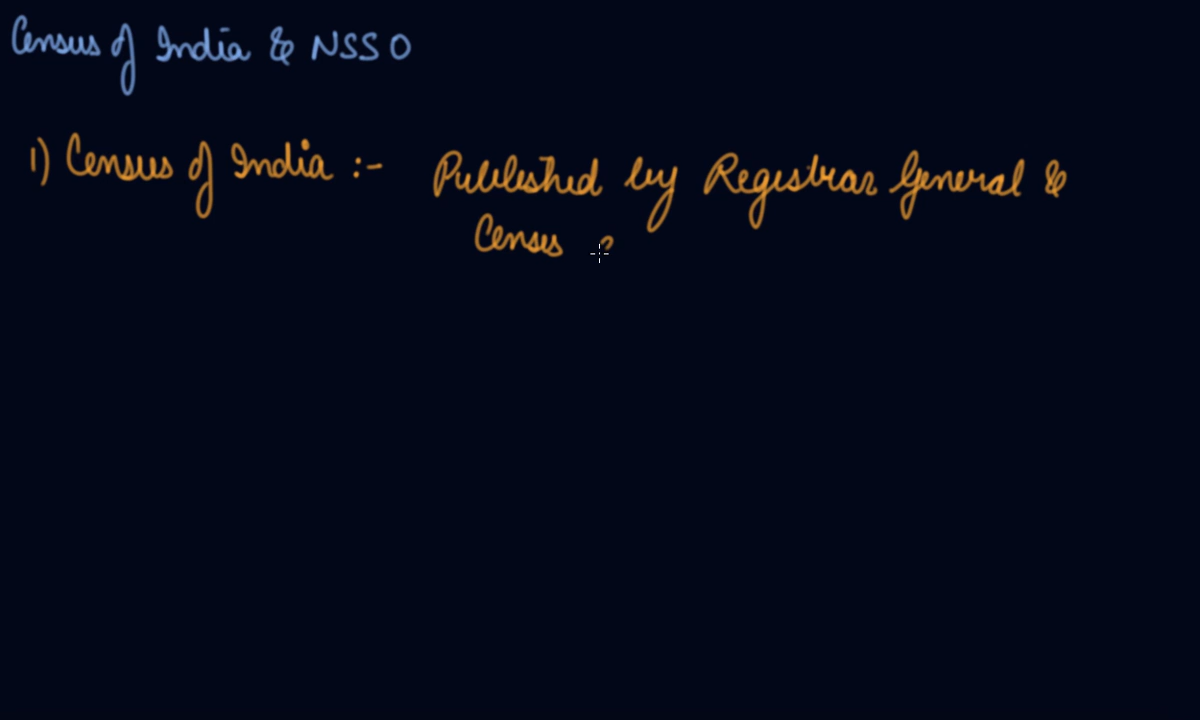 Census of India & NSSO
1) Census of India :- Published by Registrar General &
Census